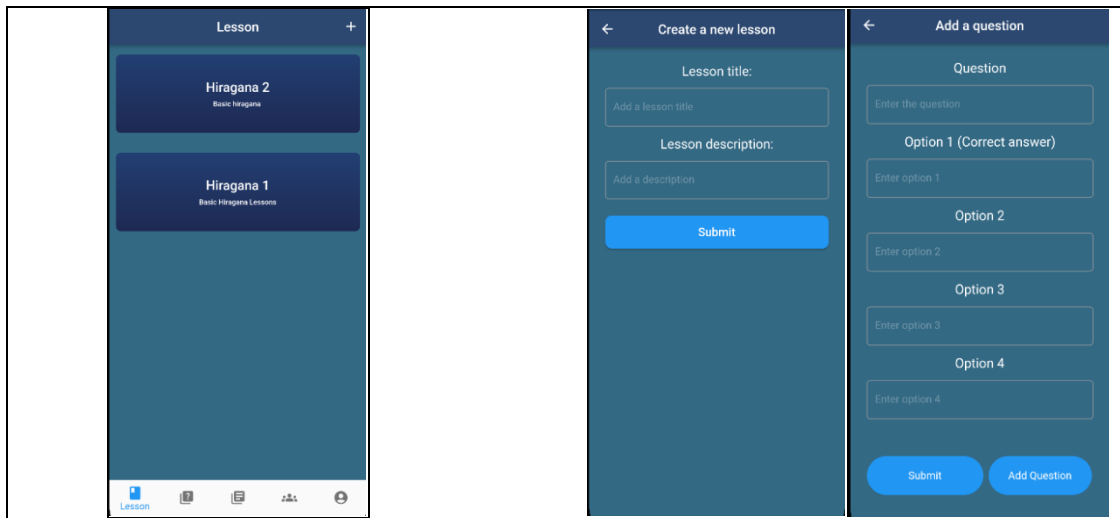 Lesson
+
Hiragana 2
Basic hiragana
Hiragana 1
Basic Hiragana Lessons
Lesson
Create a new lesson
Lesson title:
Add a lesson title
Lesson description:
Add a description
Submit
Add a question
Question
Enter the question
Option 1 (Correct answer)
Enter option 1
Option 2
Enter option 2
Option 3
Enter option 3
Option 4
Enter option 4
Submit
Add Question